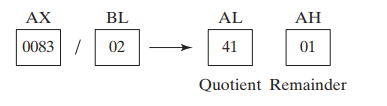 AX BL AL AH
0083 / 02 41 01
Quotient Remainder